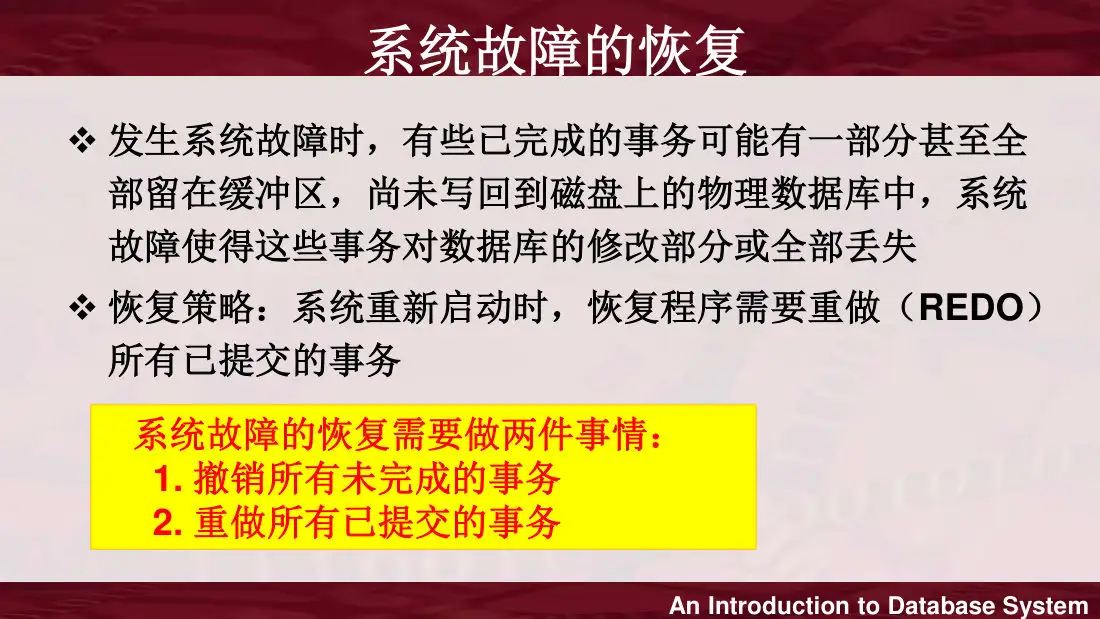 系统故障的恢复
❖ 发生系统故障时，有些已完成的事务可能有一部分甚至全
部留在缓冲区，尚未写回到磁盘上的物理数据库中，系统
故障使得这些事务对数据库的修改部分或全部丢失
❖ 恢复策略：系统重新启动时，恢复程序需要重做（REDO）
所有已提交的事务
系统故障的恢复需要做两件事情：
1. 撤销所有未完成的事务
2. 重做所有已提交的事务
An Introduction to Database System